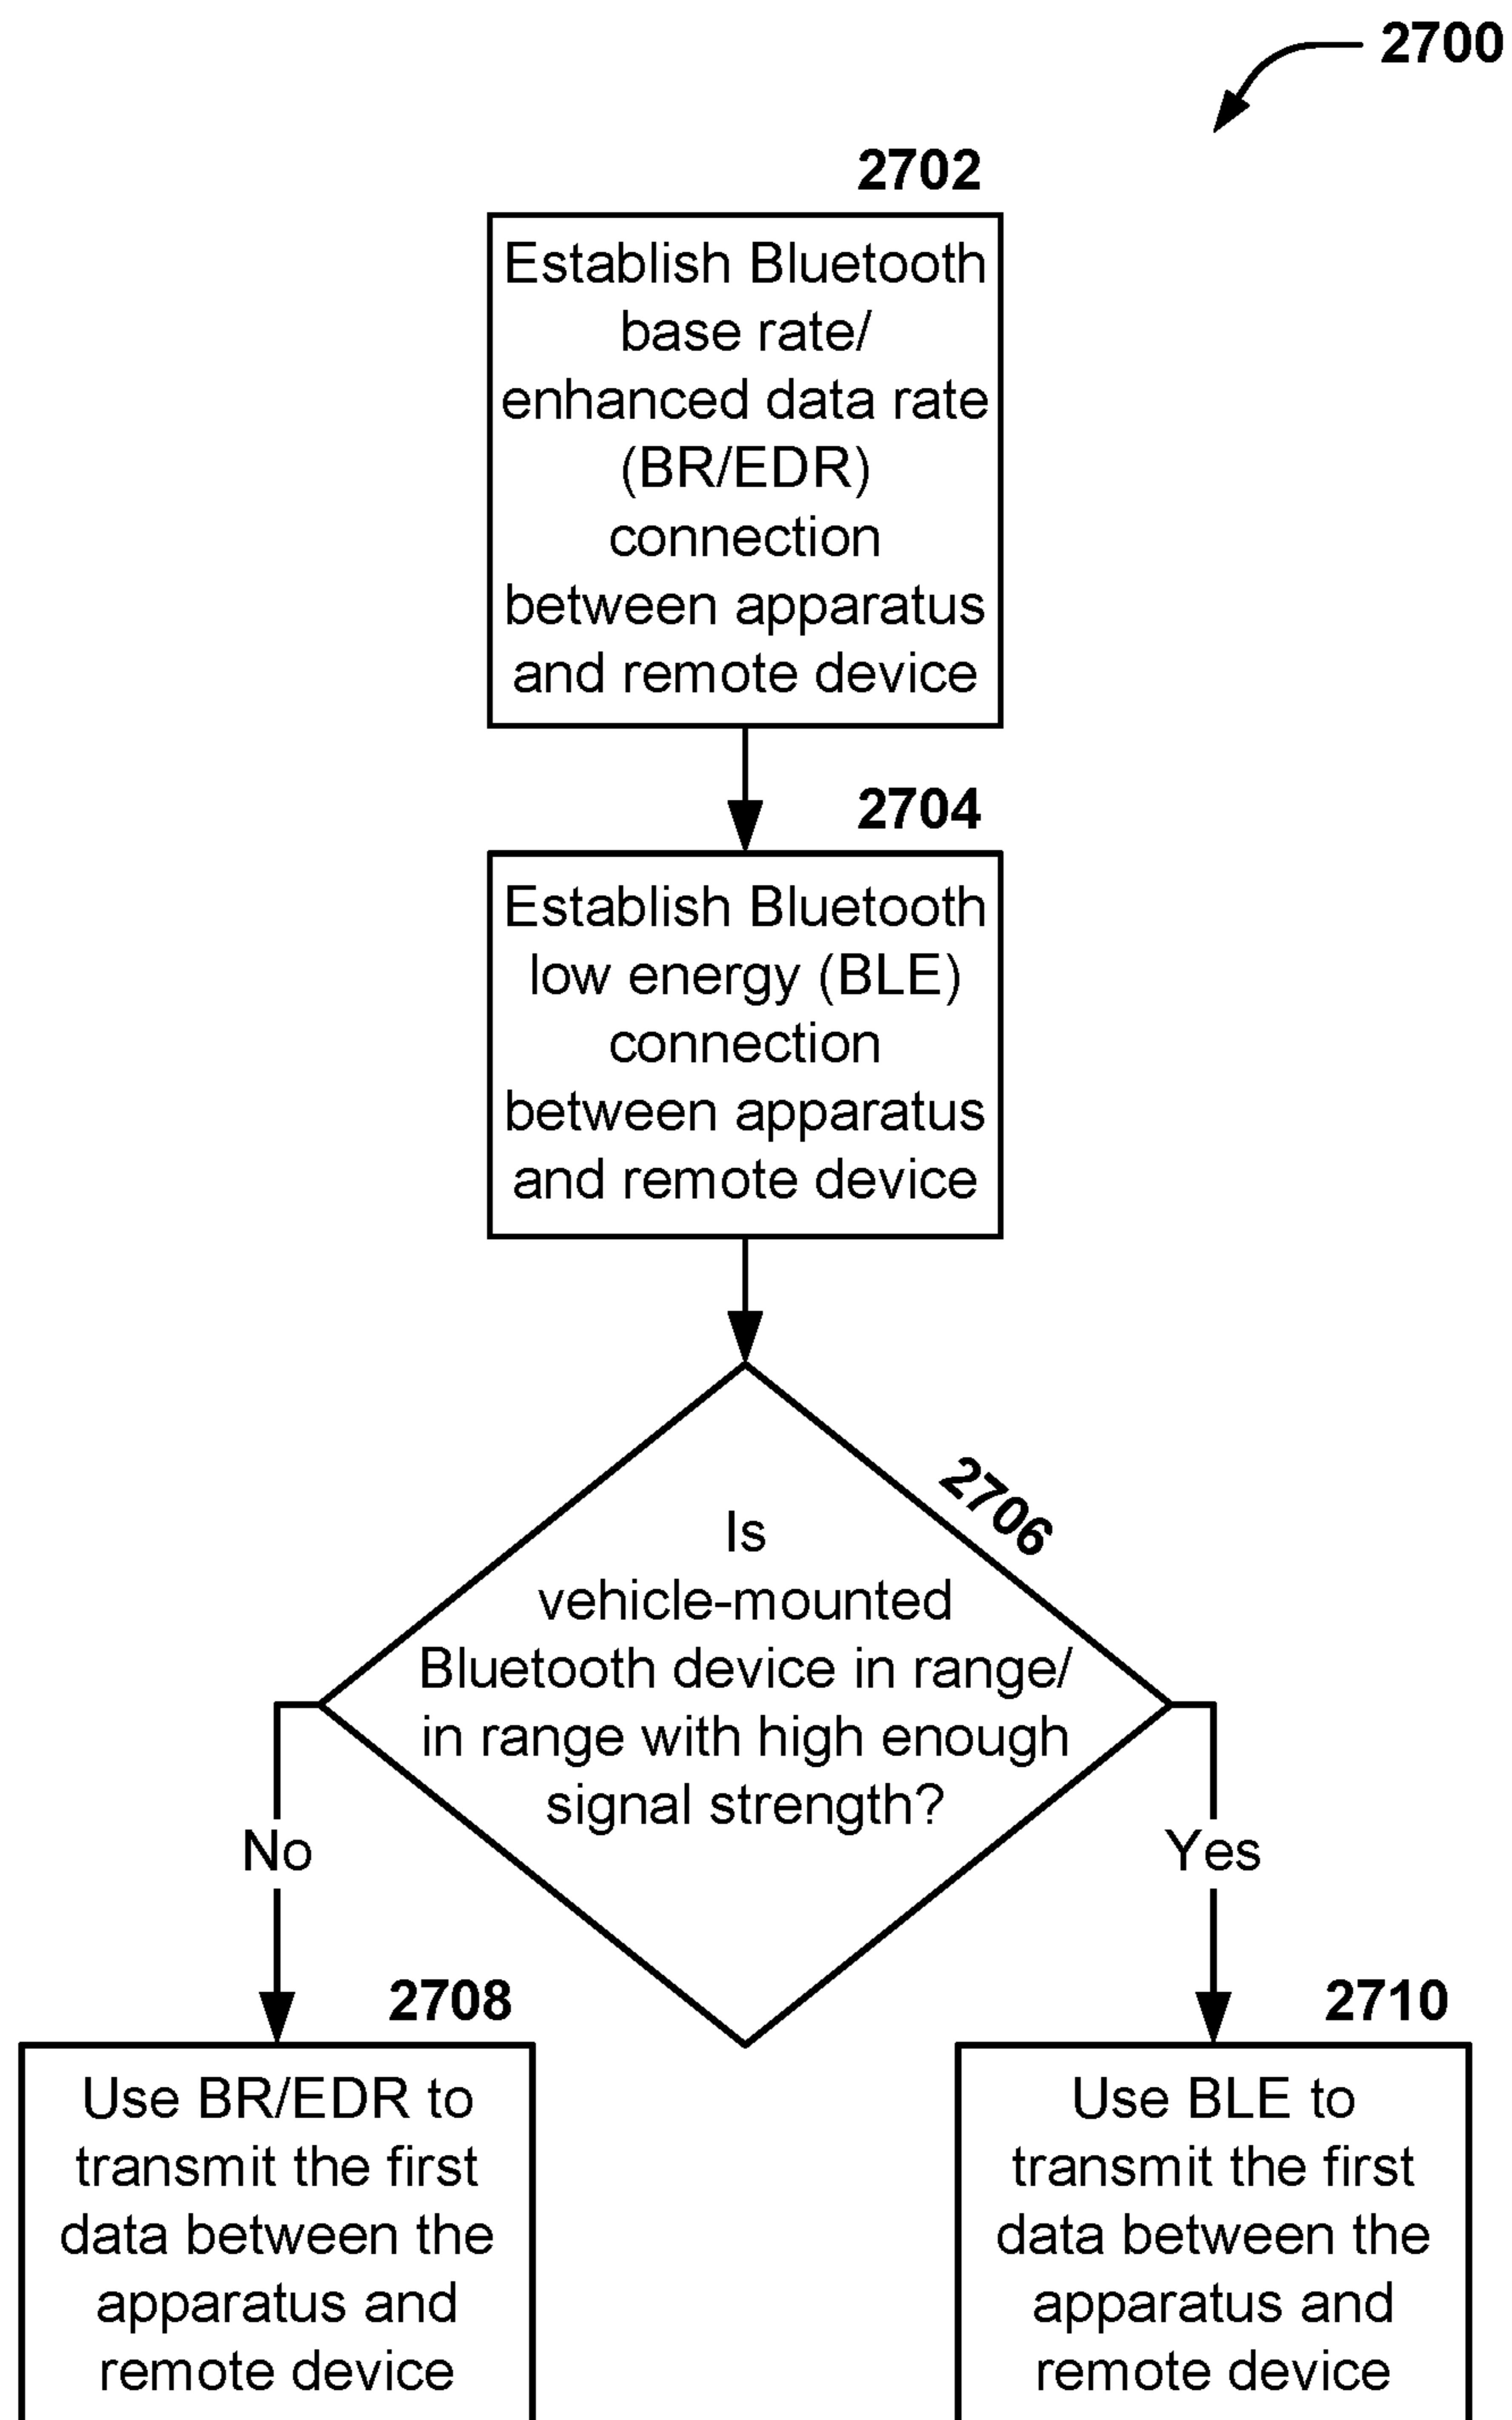 2700
2702
Establish Bluetooth
base rate/
enhanced data rate
(BR/EDR)
connection
between apparatus
and remote device
2704
Establish Bluetooth
low energy (BLE)
connection
between apparatus
and remote device
2706
Is
vehicle-mounted
Bluetooth device in range/
in range with high enough
signal strength?
No
Yes
2708
Use BR/EDR to
transmit the first
data between the
apparatus and
remote device
2710
Use BLE to
transmit the first
data between the
apparatus and
remote device